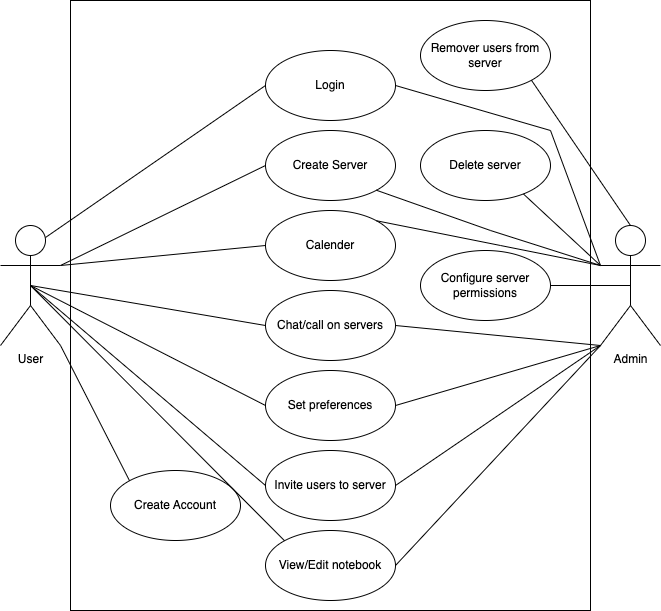 Remover users from
server
Login
Create Server
Delete server
Calender
Configure server
permissions
Chat/call on servers
User
Admin
Set preferences
Invite users to server
Create Account
View/Edit notebook